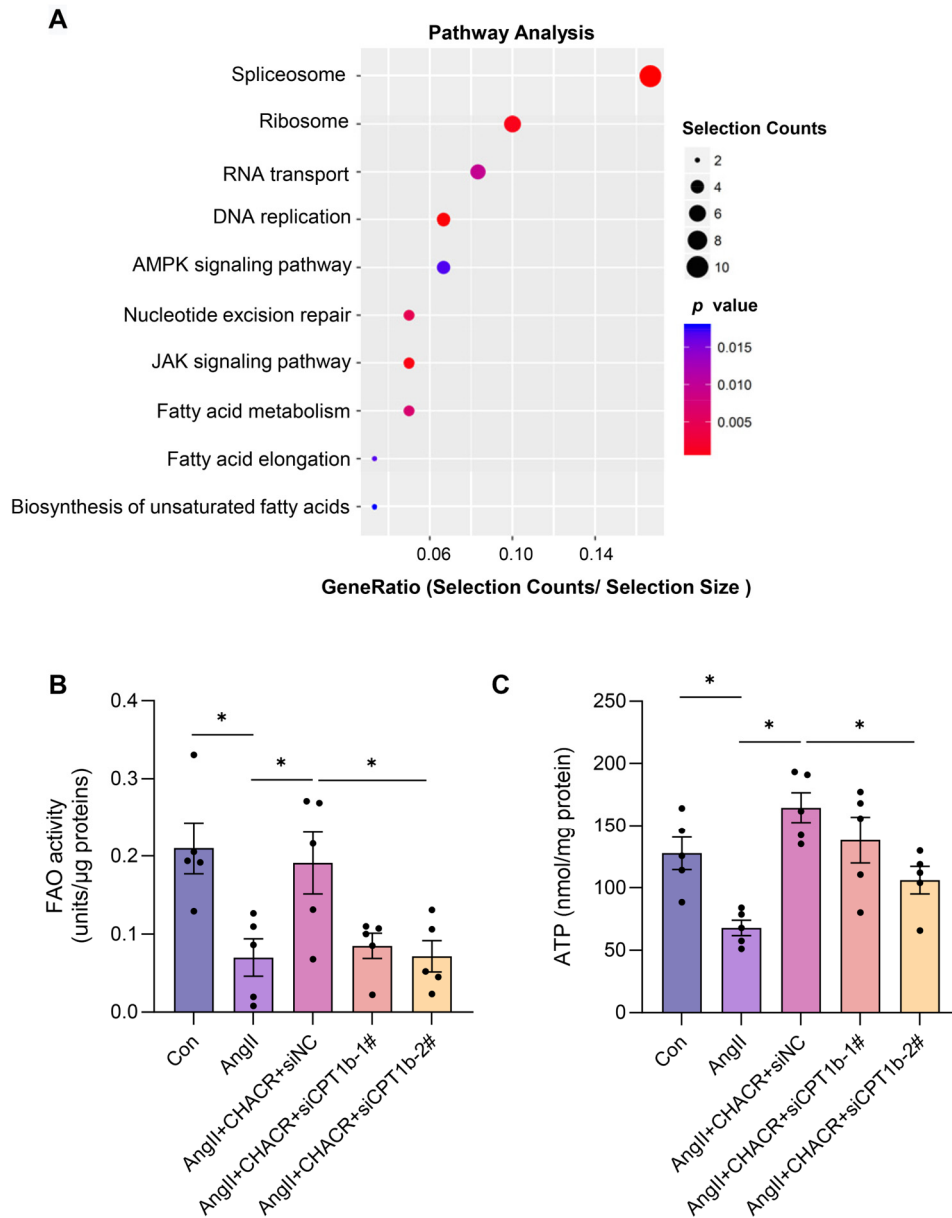 A
Pathway Analysis
Spliceosome
Ribosome
RNA transport
DNA replication
AMPK signaling pathway
Nucleotide excision repair
JAK signaling pathway
Fatty acid metabolism
Fatty acid elongation
Biosynthesis of unsaturated fatty acids
0.06 0.10 0.14
GeneRatio (Selection Counts/ Selection Size )
Selection Counts
2
4
6
8
10
p value
0.015
0.010
0.005
B
FAO activity
(units/µg proteins)
0.4
0.3
0.2
0.1
0.0
*
*
*
Con
AngII
AngII+CHACR+siNC
AngII+CHACR+siCPT1b-1#
AngII+CHACR+siCPT1b-2#
C
ATP (nmol/mg protein)
250
200
150
100
50
0
*
*
*
Con
AngII
AngII+CHACR+siNC
AngII+CHACR+siCPT1b-1#
AngII+CHACR+siCPT1b-2#